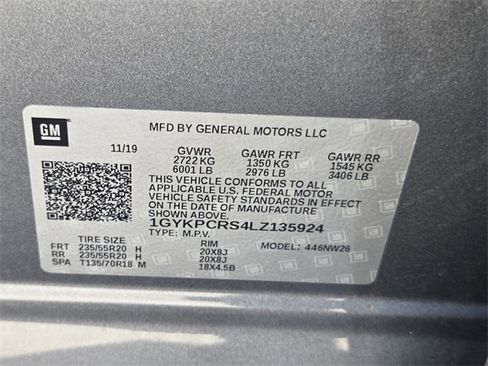 GM
MFD BY GENERAL MOTORS LLC
11/19 GVWR GAWR FRT GAWR RR
2722 KG 1350 KG 1545 KG
6001 LB 2976 LB 3406 LB
THIS VEHICLE CONFORMS TO ALL
APPLICABLE U.S. FEDERAL MOTOR
VEHICLE SAFETY STANDARDS IN EFFECT
ON THE DATE OF MANUFACTURE SHOWN ABOVE.
1GYKPCRS4LZ135924
TYPE: M.P.V. MODEL: 446NW26
TIRE SIZE RIM
FRT 235/55R20 H 20X8J
RR 235/55R20 H 20X8J
SPA T135/70R18 M 18X4.5B